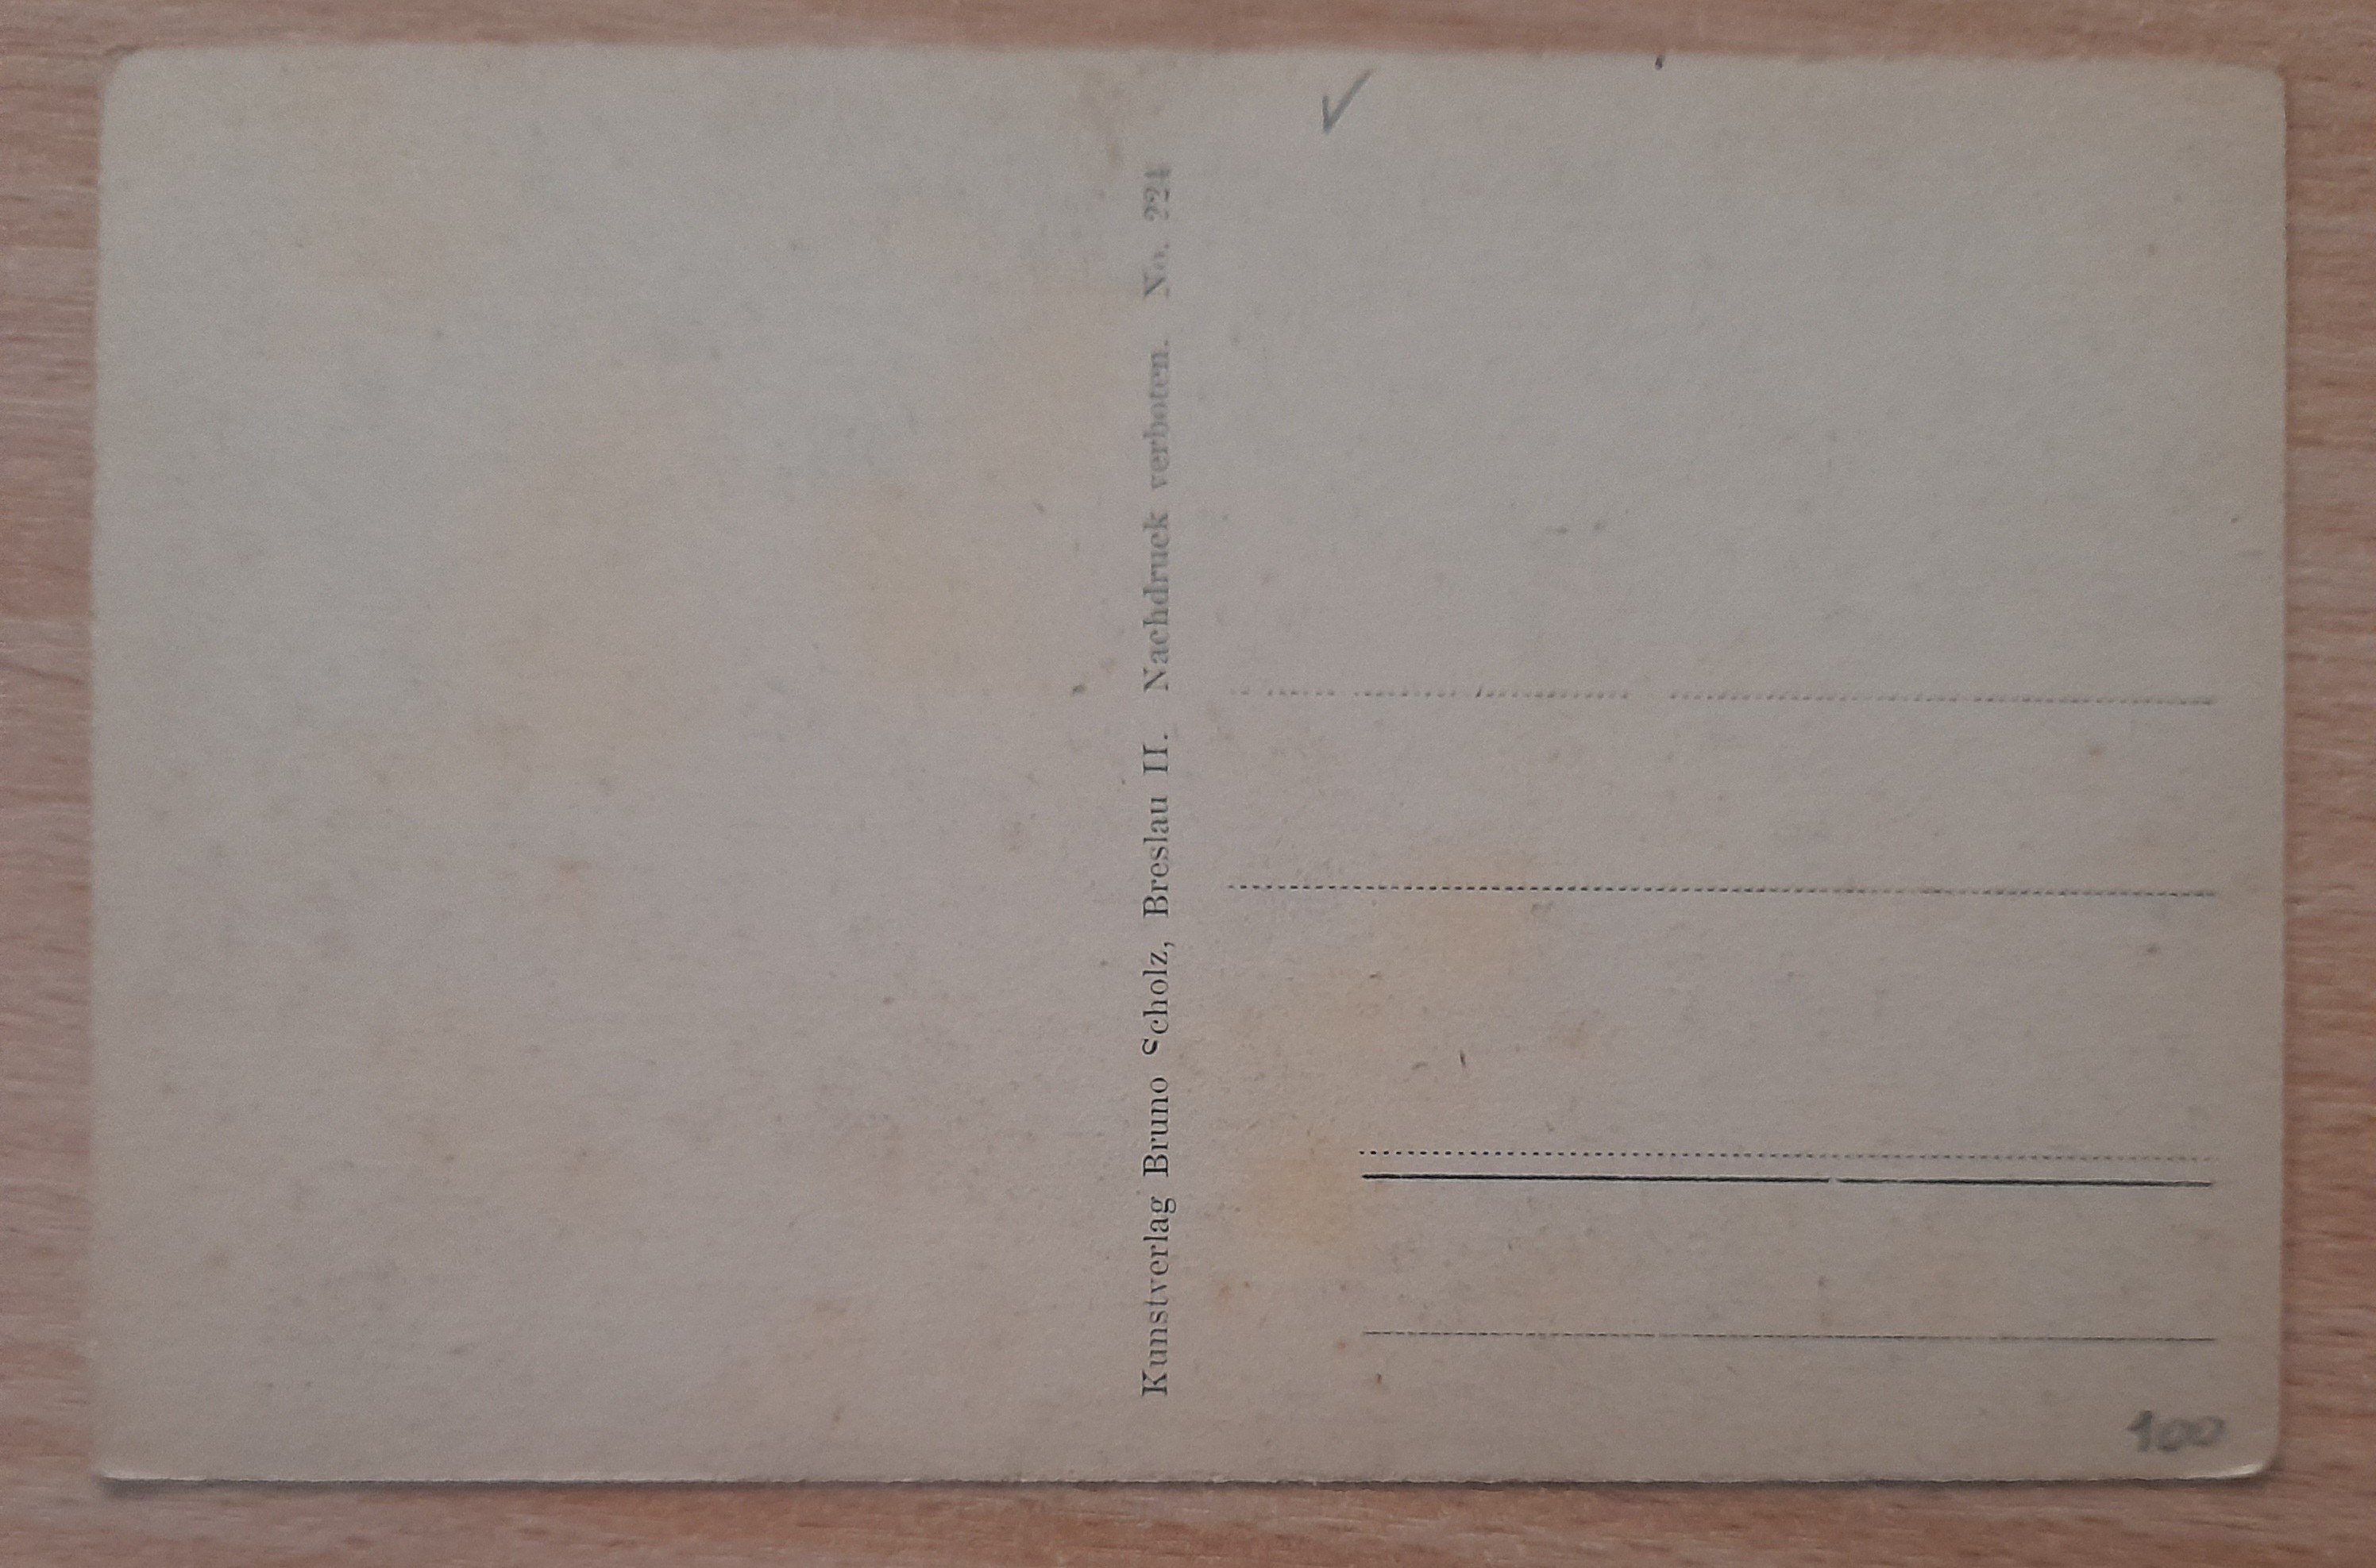 Kunstverlag Bruno Scholz, Breslau II. Nachdruck verboten. No. 224
100